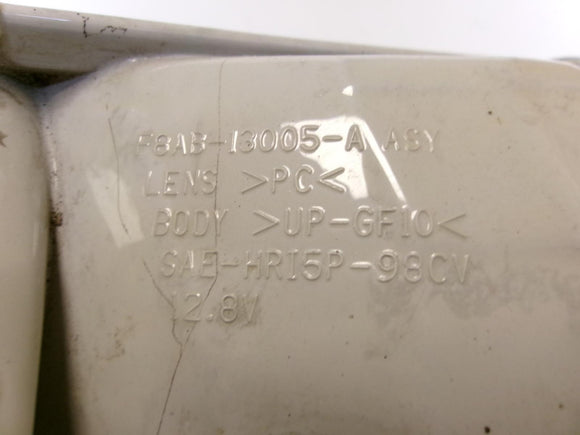 F8AB-13005-A ASY
LENS >PC<
BODY >UP-GF10<
SAE-HRI5P-98CV
12.8V